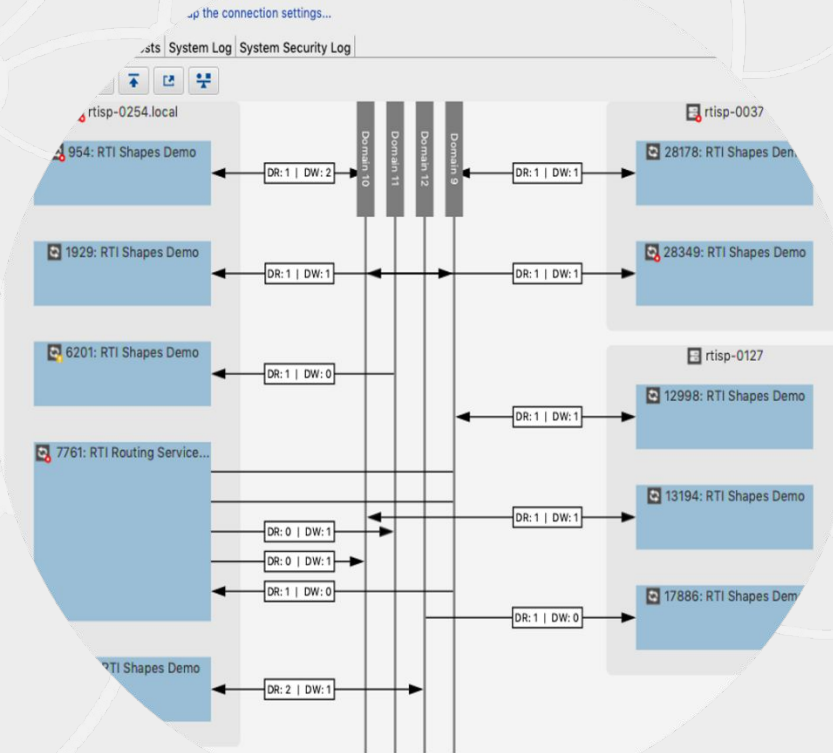 up the connection settings...
System Log
System Security Log
rtisp-0254.local
rtisp-0037
Domain 10
Domain 11
Domain 12
Domain 9
954: RTI Shapes Demo
DR: 1 | DW: 2
DR: 1 | DW: 1
28178: RTI Shapes
1929: RTI Shapes Demo
DR: 1 | DW: 1
DR: 1 | DW: 1
28349: RTI Shapes Demo
6201: RTI Shapes Demo
DR: 1 | DW: 0
rtisp-0127
DR: 1 | DW: 1
12998: RTI Shapes Demo
7761: RTI Routing Service...
DR: 1 | DW: 1
13194: RTI Shapes Demo
DR: 0 | DW: 1
DR: 0 | DW: 1
DR: 1 | DW: 0
DR: 1 | DW: 0
17886: RTI Shapes
RTI Shapes Demo
DR: 2 | DW: 1